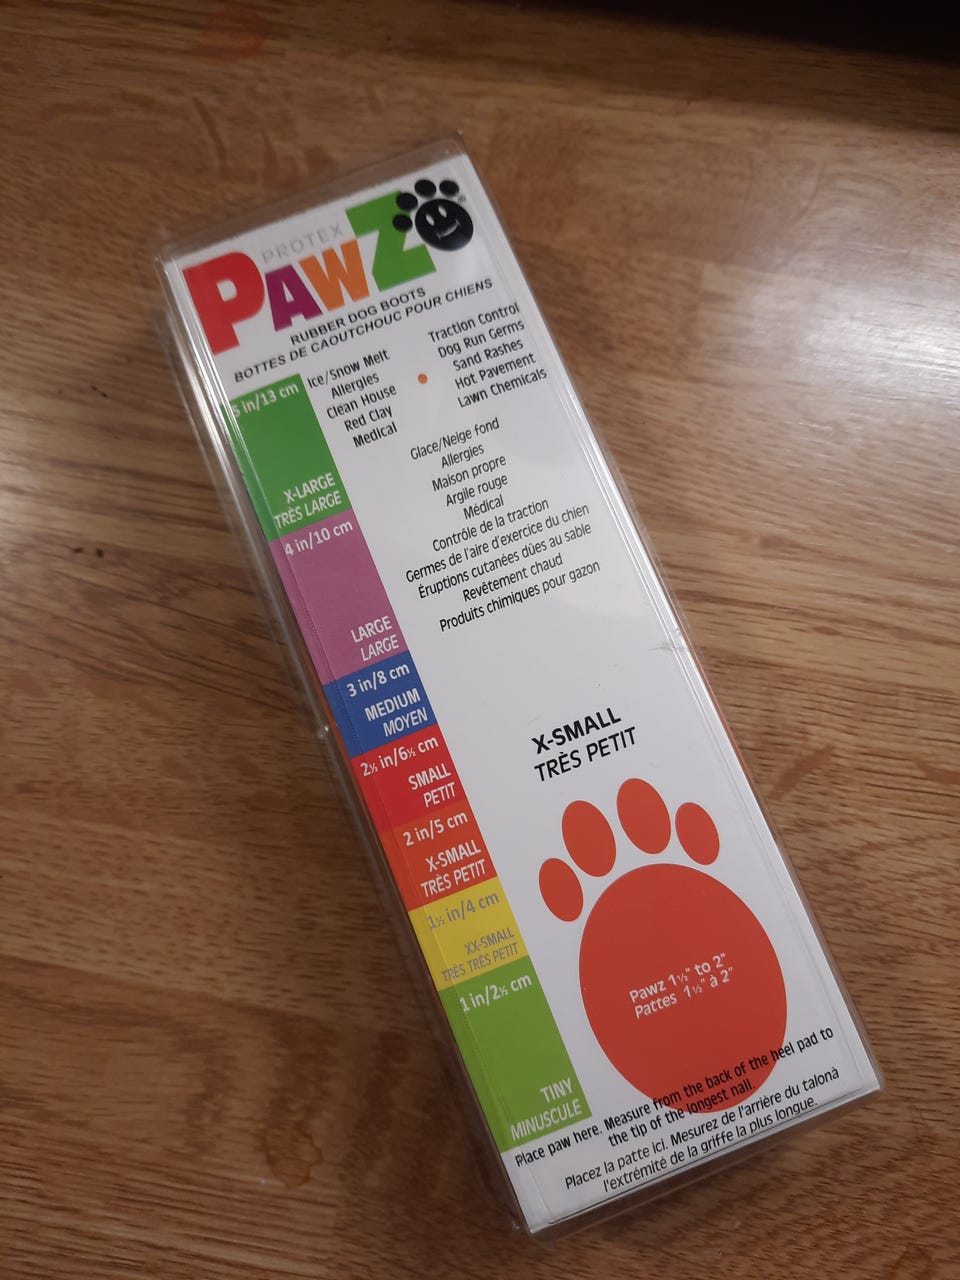 PROTEX
PAWZ
RUBBER DOG BOOTS
BOTTES DE CAOUTCHOUC POUR CHIENS
Ice/Snow Melt
Allergies
Clean House
Red Clay
Medical
Traction Control
Dog Run Germs
Sand Rashes
Hot Pavement
Lawn Chemicals
Glace/Neige fond
Allergies
Maison propre
Argile rouge
Médical
Contrôle de la traction
Germes de l'aire d'exercice du chien
Éruptions cutanées dûes au sable
Revêtement chaud
Produits chimiques pour gazon
5 in/13 cm
X-LARGE
TRÈS LARGE
4 in/10 cm
LARGE
LARGE
3 in/8 cm
MEDIUM
MOYEN
2½ in/6½ cm
SMALL
PETIT
2 in/5 cm
X-SMALL
TRÈS PETIT
1½ in/4 cm
XX-SMALL
TRÈS TRÈS PETIT
1 in/2½ cm
TINY
MINUSCULE
X-SMALL
TRÈS PETIT
Pawz 1½" to 2"
Pattes 1½" à 2"
Place paw here. Measure from the back of the heel pad to
the tip of the longest nail.
Placez la patte ici. Mesurez de l'arrière du talonà
l'extrémité de la griffe la plus longue.